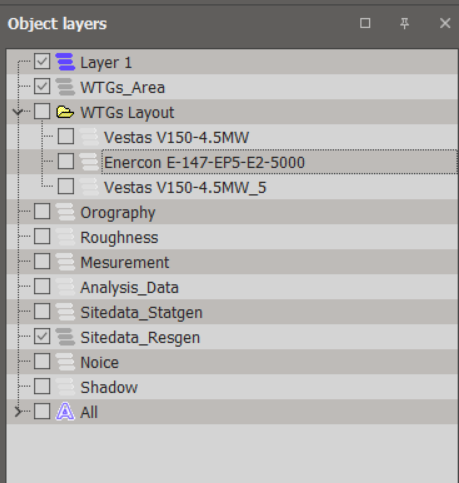 Object layers
Layer 1
WTGs_Area
WTGs Layout
Vestas V150-4.5MW
Enercon E-147-EP5-E2-5000
Vestas V150-4.5MW_5
Orography
Roughness
Mesurement
Analysis_Data
Sitedata_Statgen
Sitedata_Resgen
Noice
Shadow
A All